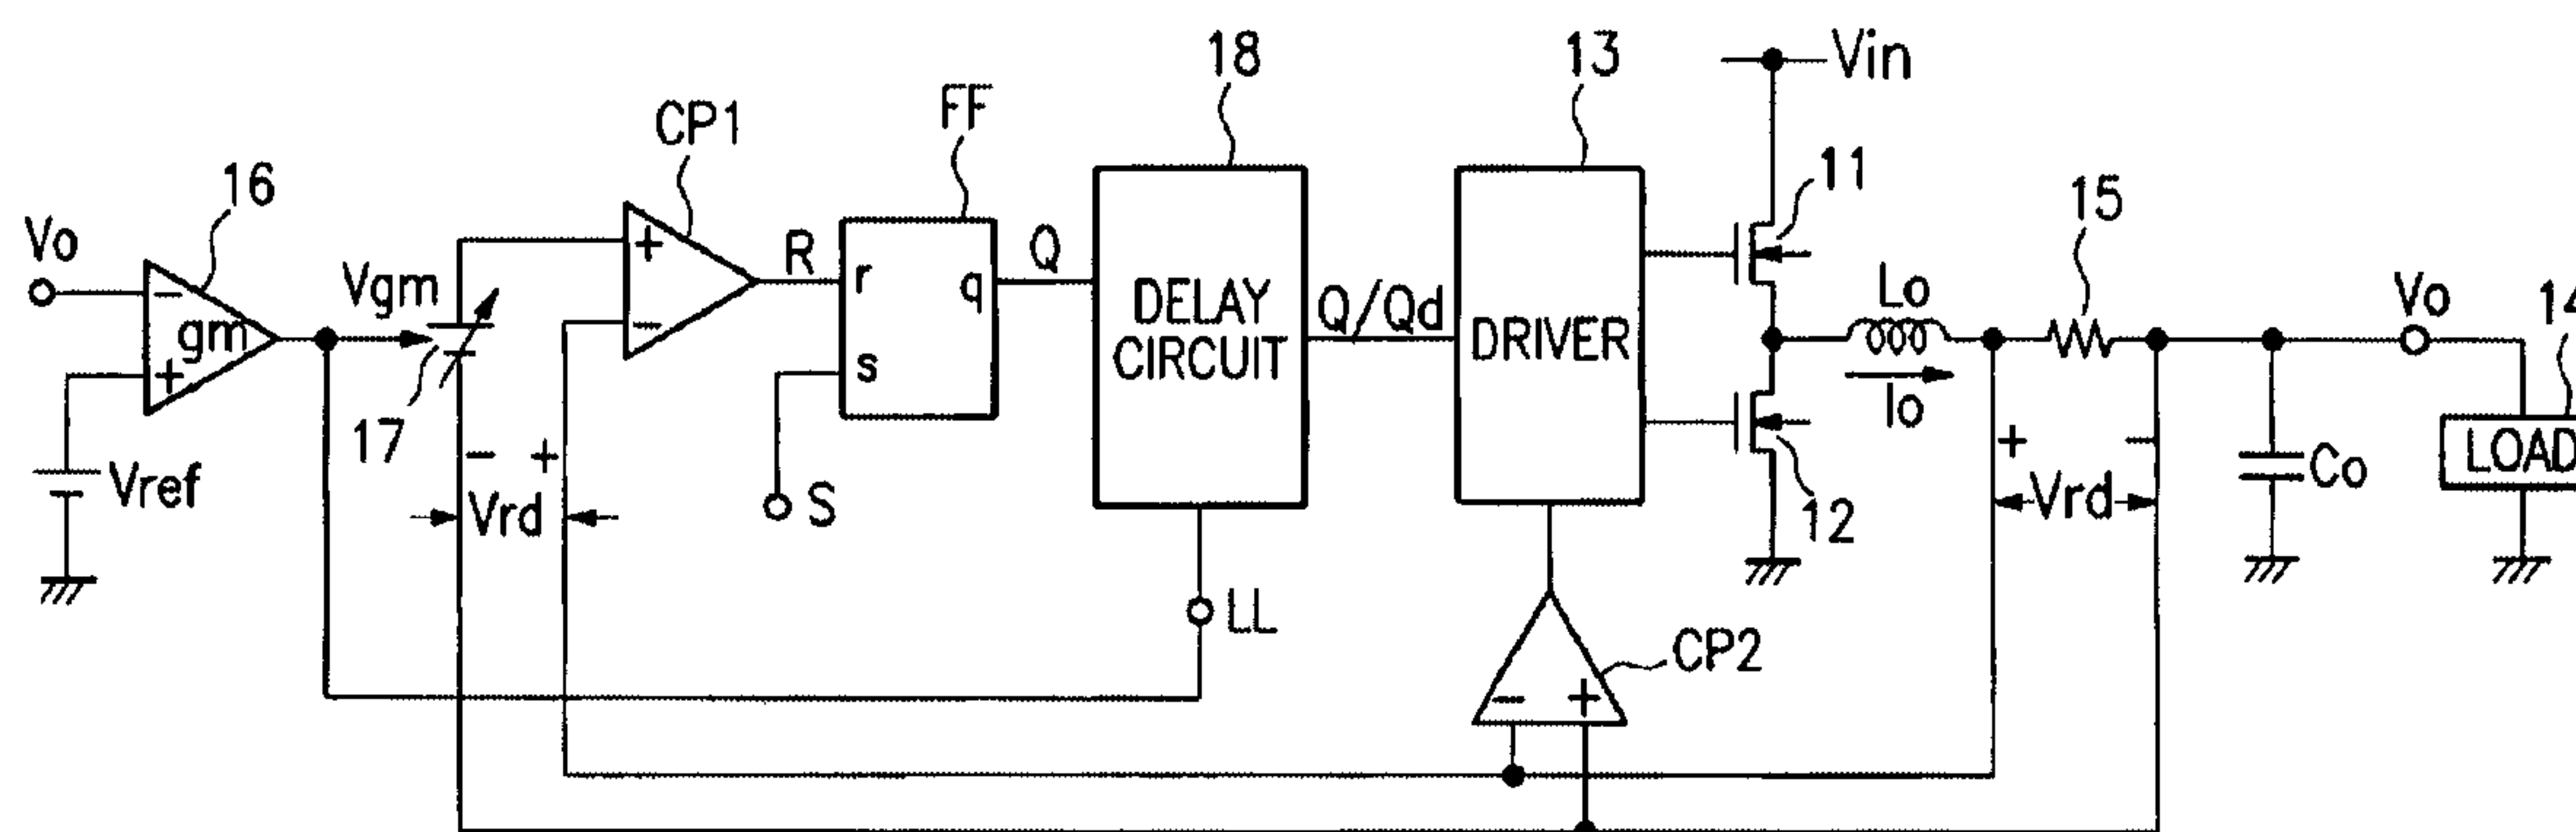 18
13
Vin
FF
CP1
11
16
15
Vo
R
Q
Vgm
r
q
Lo
Vo
14
+
−
−
gm
DELAY
CIRCUIT
Q/Qd
DRIVER
+
s
Io
17
LOAD
−
+
+
−
Vref
Vrd
S
Vrd
Co
12
LL
CP2
−
+